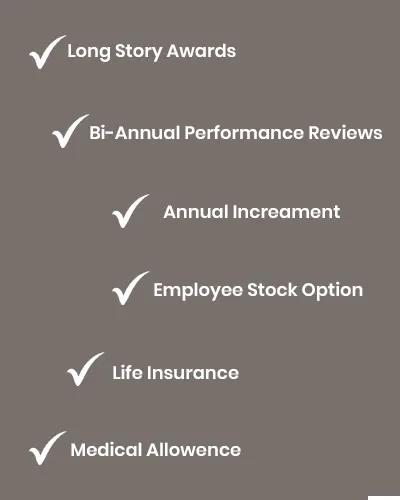 Long Story Awards
Bi-Annual Performance Reviews
Annual Increament
Employee Stock Option
Life Insurance
Medical Allowence